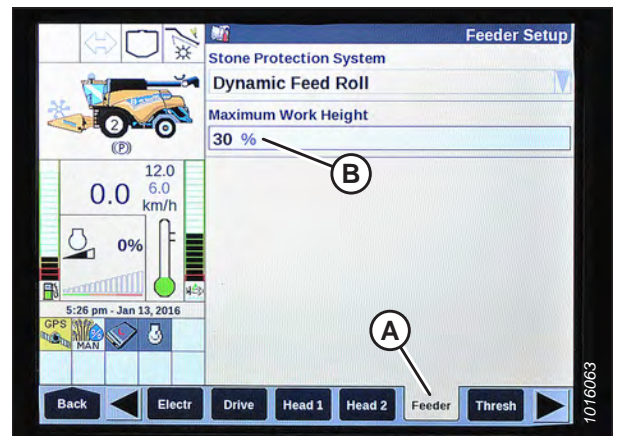 Feeder Setup
Stone Protection System
Dynamic Feed Roll
Maximum Work Height
30 %
B
2
(P)
12.0
0.0 6.0
km/h
0%
F
5:26 pm - Jan 13, 2016
GPS
MAN
A
Back Electr Drive Head 1 Head 2 Feeder Thresh
1016063